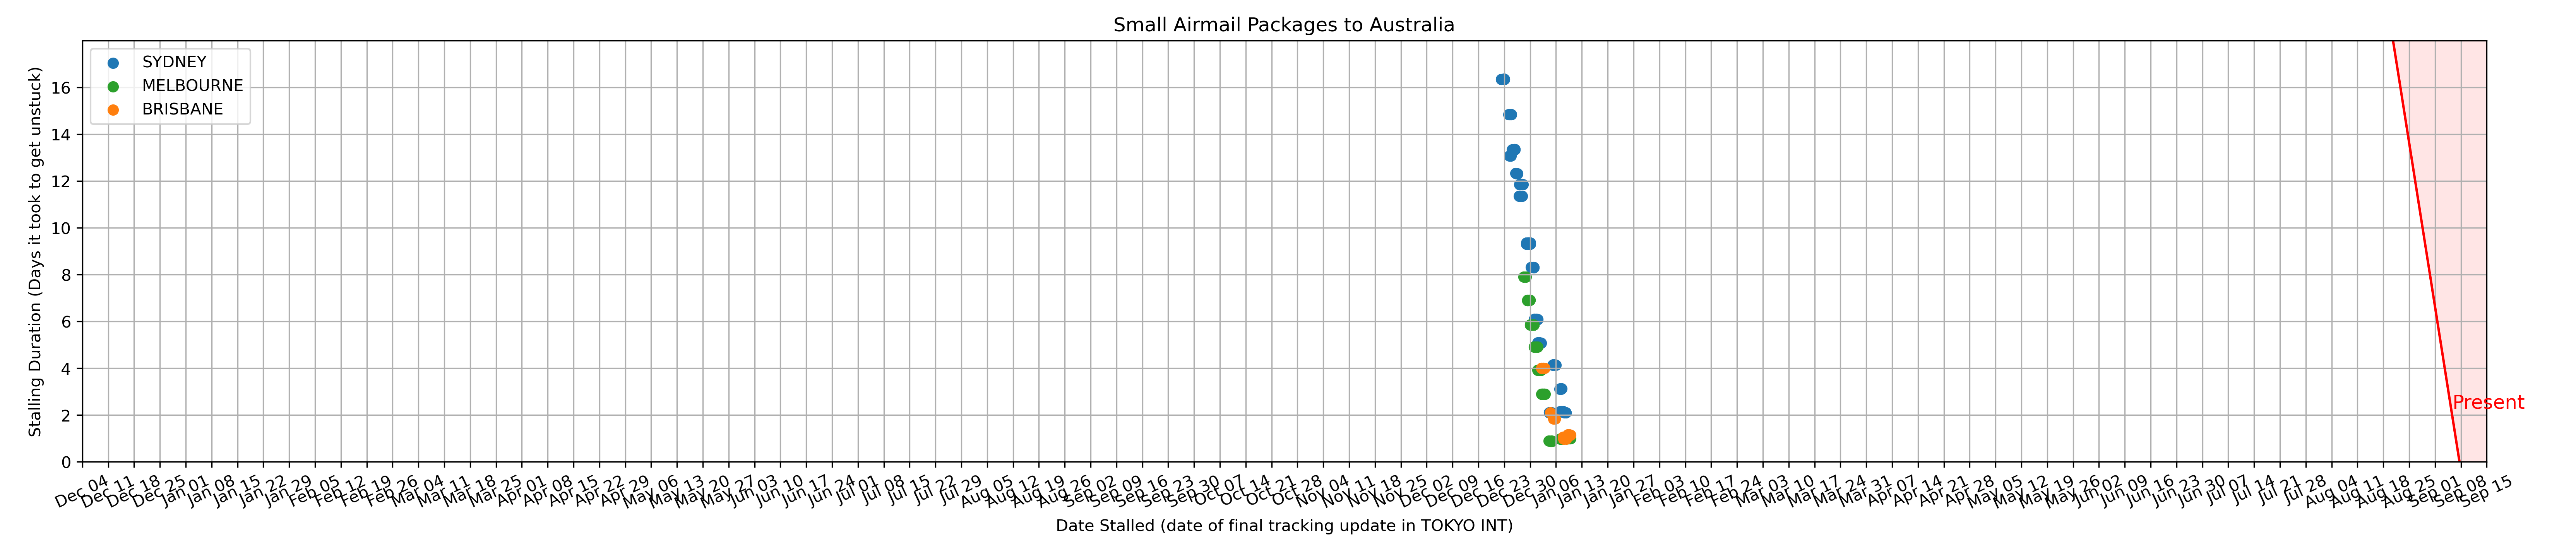 Small Airmail Packages to Australia
SYDNEY
MELBOURNE
BRISBANE
Stalling Duration (Days it took to get unstuck)
16
14
12
10
8
6
4
2
0
Present
Dec 04
Dec 11
Dec 18
Dec 25
Jan 01
Jan 08
Jan 15
Jan 22
Jan 29
Feb 05
Feb 12
Feb 19
Feb 26
Mar 04
Mar 11
Mar 18
Mar 25
Apr 01
Apr 08
Apr 15
Apr 22
Apr 29
May 06
May 13
May 20
May 27
Jun 03
Jun 10
Jun 17
Jun 24
Jul 01
Jul 08
Jul 15
Jul 22
Jul 29
Aug 05
Aug 12
Aug 19
Aug 26
Sep 02
Sep 09
Sep 16
Sep 23
Sep 30
Oct 07
Oct 14
Oct 21
Oct 28
Nov 04
Nov 11
Nov 18
Nov 25
Dec 02
Dec 09
Dec 16
Dec 23
Dec 30
Jan 06
Jan 13
Jan 20
Jan 27
Feb 03
Feb 10
Feb 17
Feb 24
Mar 03
Mar 10
Mar 17
Mar 24
Mar 31
Apr 07
Apr 14
Apr 21
Apr 28
May 05
May 12
May 19
May 26
Jun 02
Jun 09
Jun 16
Jun 23
Jun 30
Jul 07
Jul 14
Jul 21
Jul 28
Aug 04
Aug 11
Aug 18
Aug 25
Sep 01
Sep 08
Sep 15
Date Stalled (date of final tracking update in TOKYO INT)